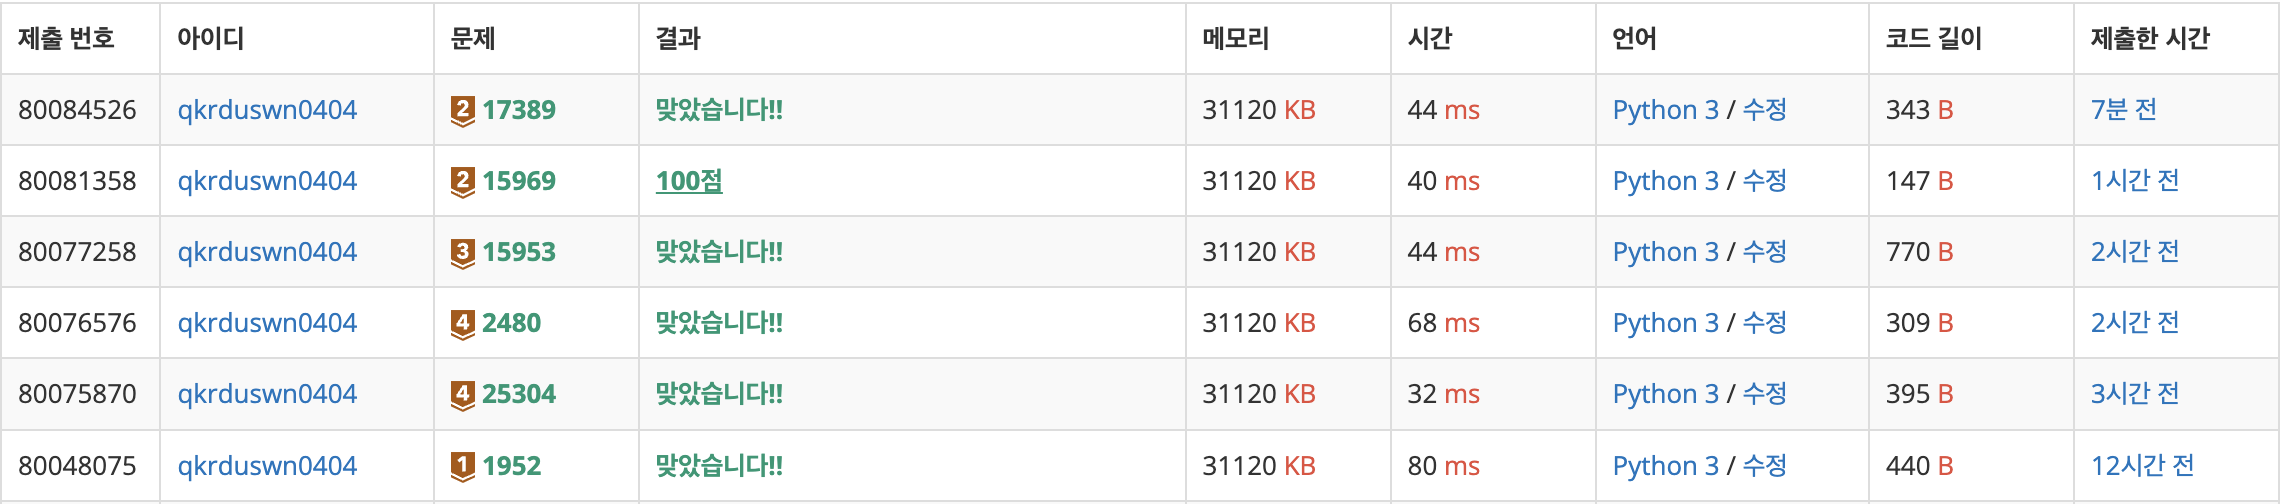 제출 번호 아이디 문제 결과 메모리 시간 언어 코드 길이 제출한 시간
80084526 qkrduswn0404 2 17389 맞았습니다!! 31120 KB 44 ms Python 3 / 수정 343 B 7분 전
80081358 qkrduswn0404 2 15969 100점 31120 KB 40 ms Python 3 / 수정 147 B 1시간 전
80077258 qkrduswn0404 3 15953 맞았습니다!! 31120 KB 44 ms Python 3 / 수정 770 B 2시간 전
80076576 qkrduswn0404 4 2480 맞았습니다!! 31120 KB 68 ms Python 3 / 수정 309 B 2시간 전
80075870 qkrduswn0404 4 25304 맞았습니다!! 31120 KB 32 ms Python 3 / 수정 395 B 3시간 전
80048075 qkrduswn0404 1 1952 맞았습니다!! 31120 KB 80 ms Python 3 / 수정 440 B 12시간 전